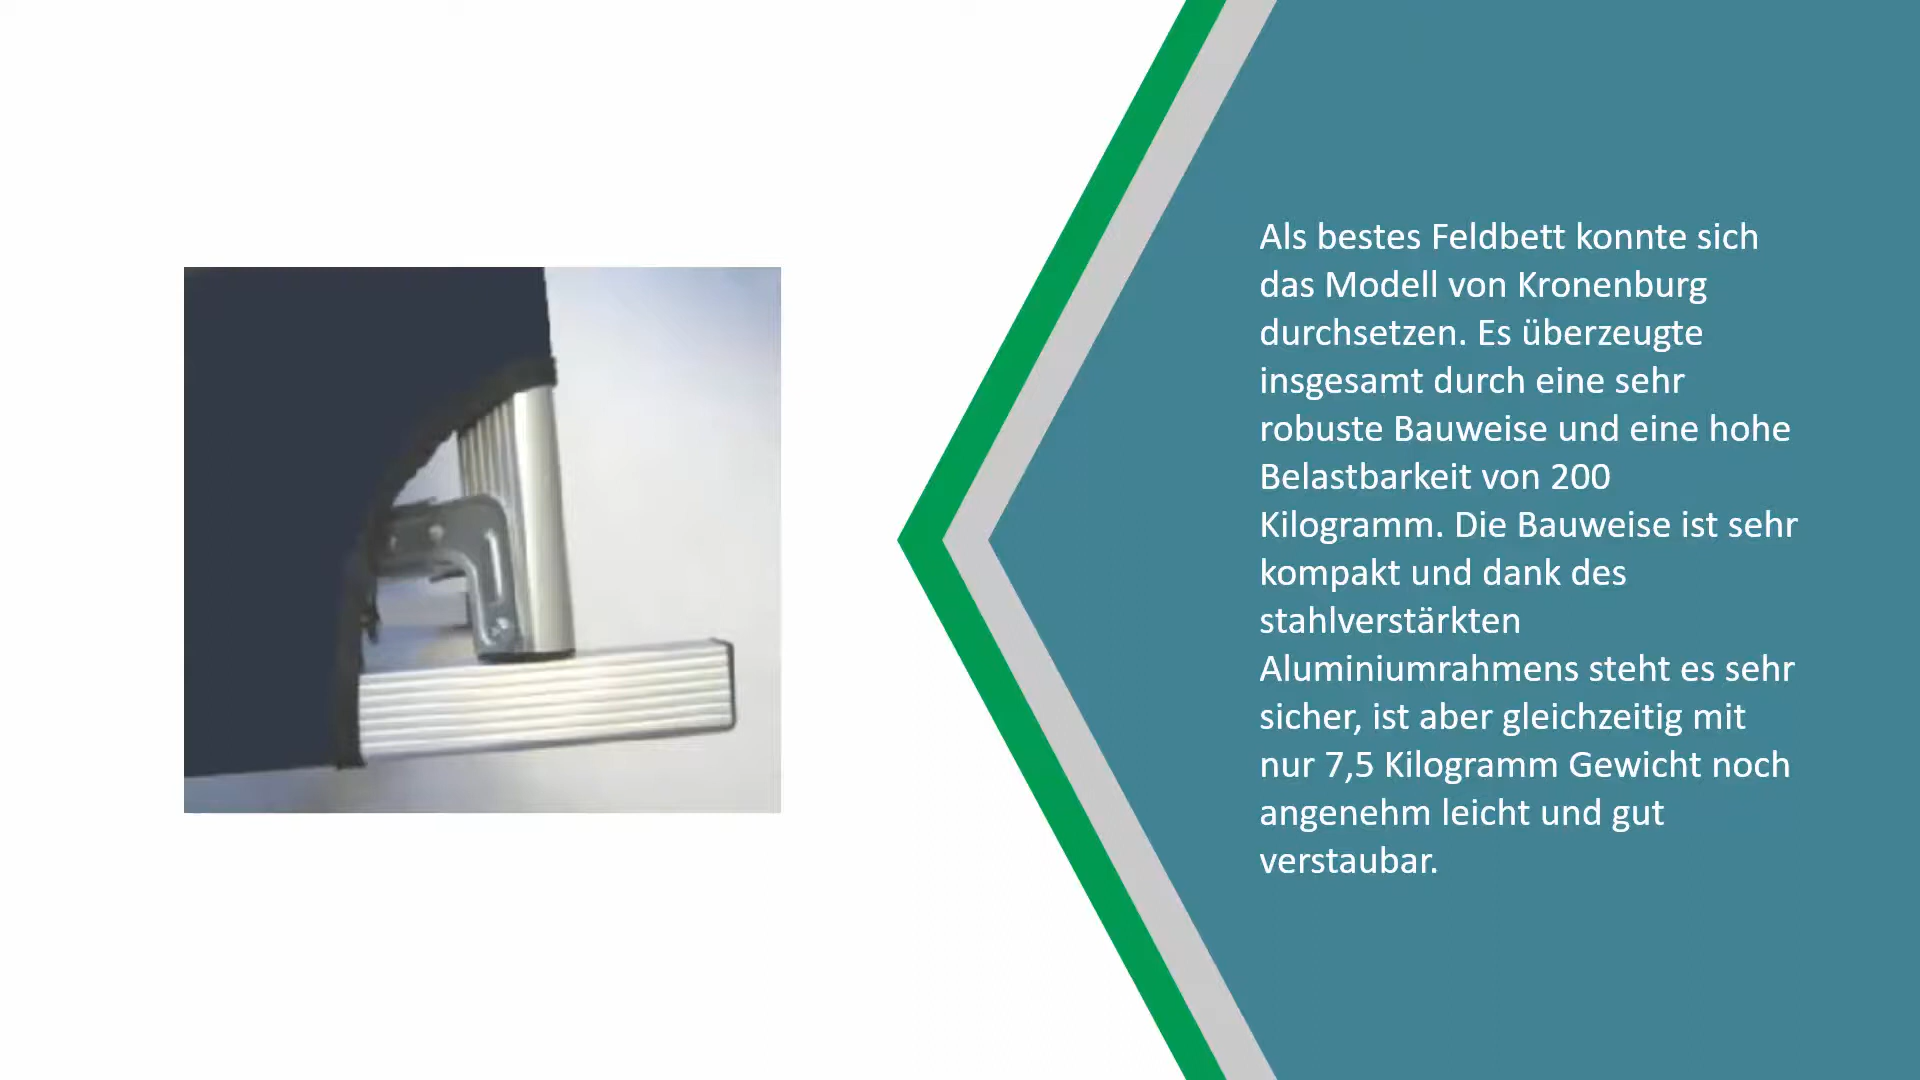 Als bestes Feldbett konnte sich
das Modell von Kronenburg
durchsetzen. Es überzeugte
insgesamt durch eine sehr
robuste Bauweise und eine hohe
Belastbarkeit von 200
Kilogramm. Die Bauweise ist sehr
kompakt und dank des
stahlverstärkten
Aluminiumrahmens steht es sehr
sicher, ist aber gleichzeitig mit
nur 7,5 Kilogramm Gewicht noch
angenehm leicht und gut
verstaubar.